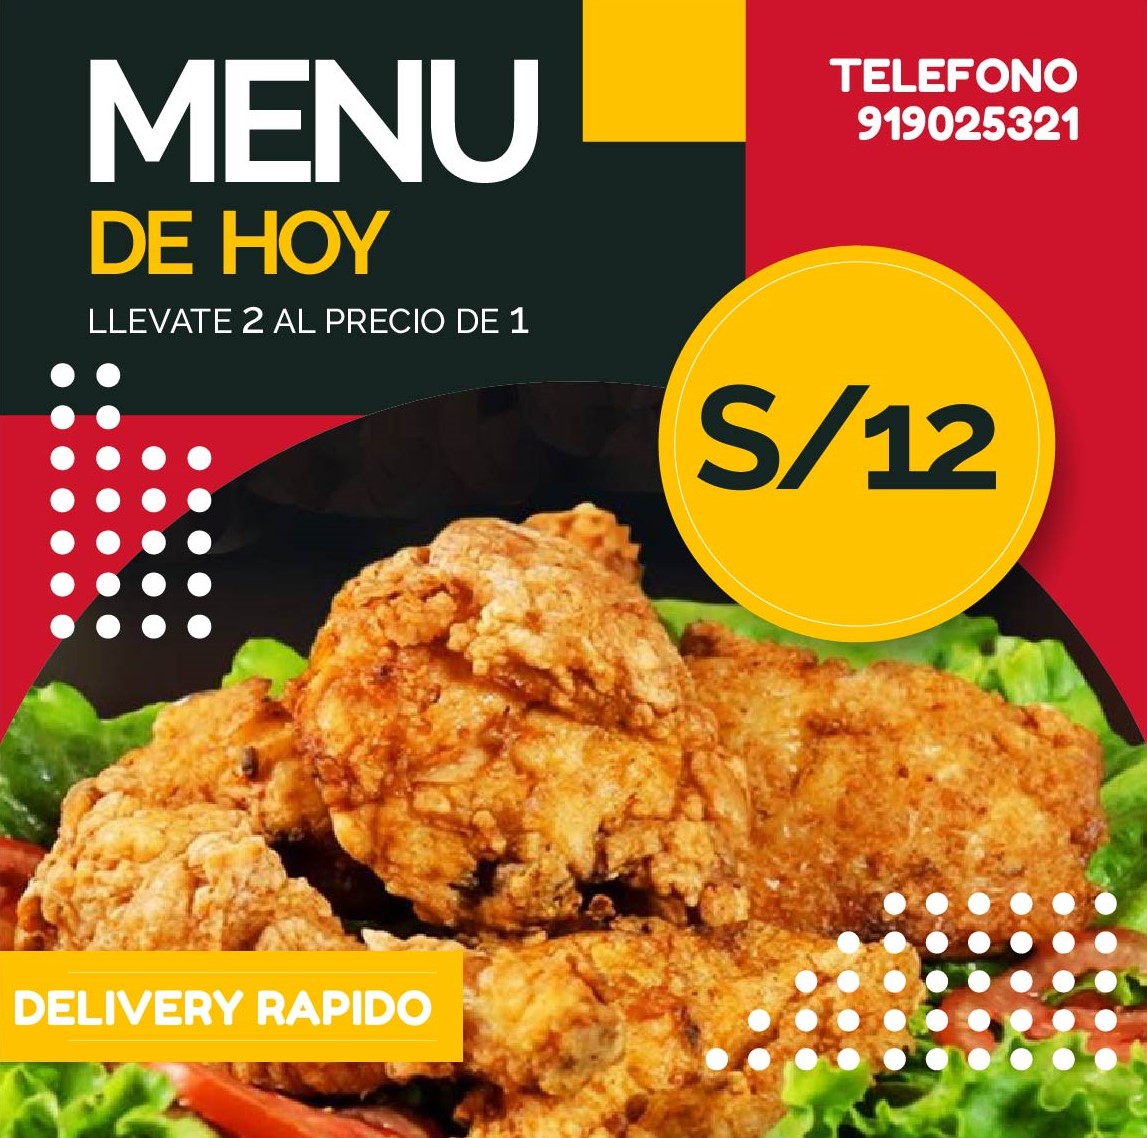 MENU
DE HOY
LLEVATE 2 AL PRECIO DE 1
TELEFONO
919025321
S/12
DELIVERY RAPIDO